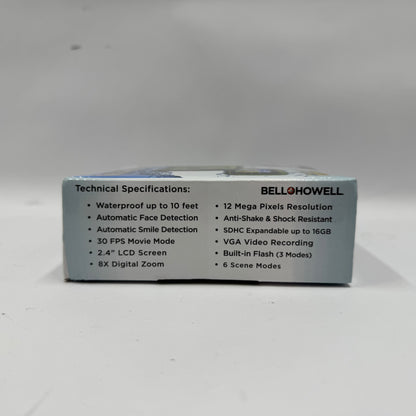 Technical Specifications:
BELL+HOWELL
• Waterproof up to 10 feet
• Automatic Face Detection
• Automatic Smile Detection
• 30 FPS Movie Mode
• 2.4" LCD Screen
• 8X Digital Zoom
• 12 Mega Pixels Resolution
• Anti-Shake & Shock Resistant
• SDHC Expandable up to 16GB
• VGA Video Recording
• Built-in Flash (3 Modes)
• 6 Scene Modes